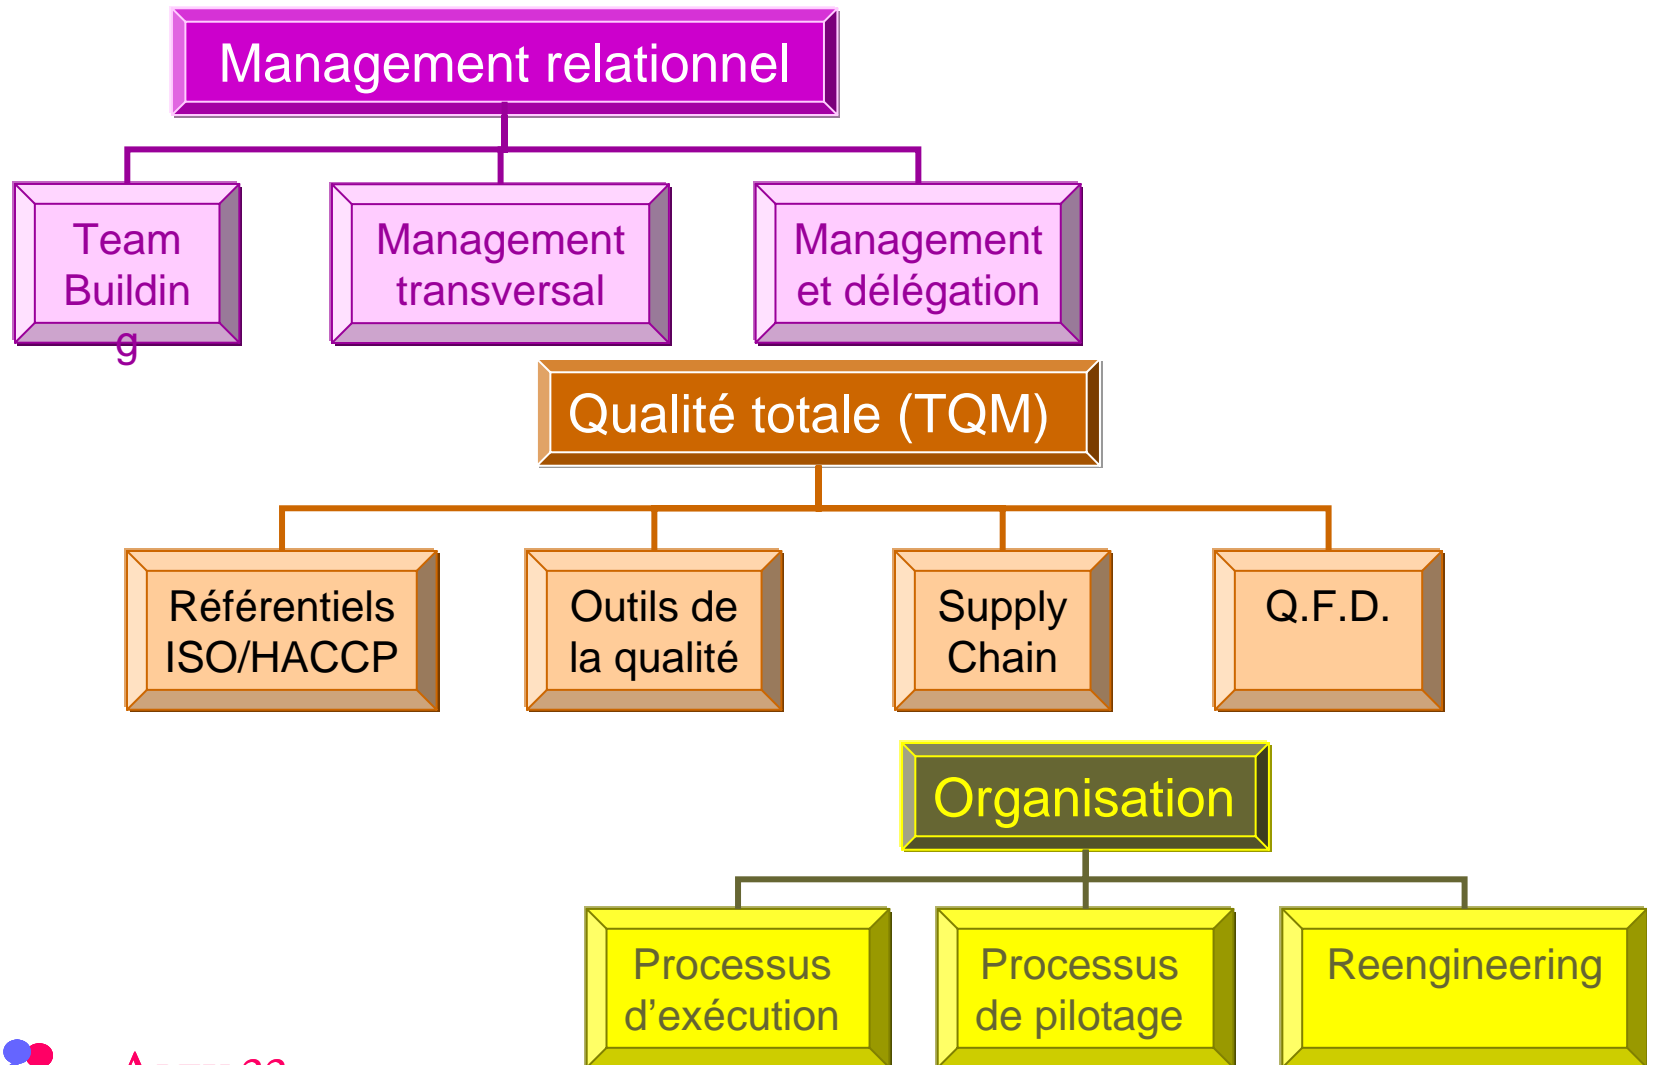 Management relationnel
Team
Buildin
g
Management
transversal
Management
et délégation
Qualité totale (TQM)
Référentiels
ISO/HACCP
Outils de
la qualité
Supply
Chain
Q.F.D.
Organisation
Processus
d’exécution
Processus
de pilotage
Reengineering